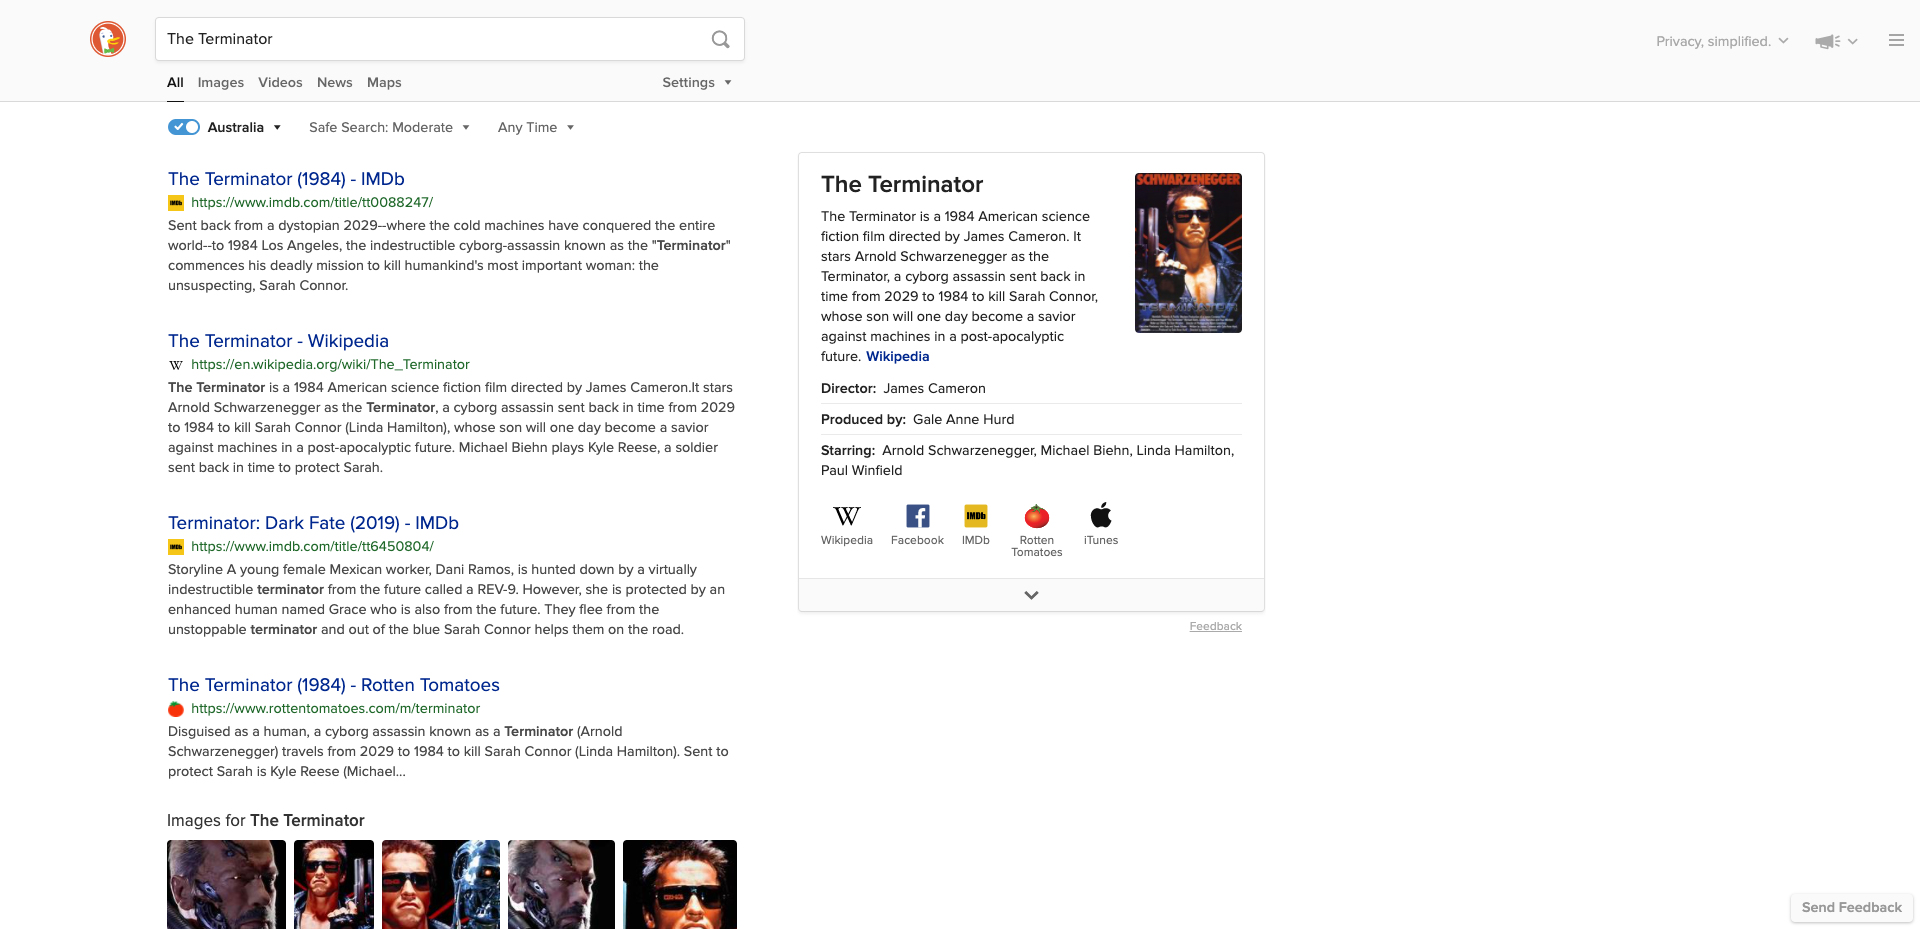 The Terminator
Privacy, simplified.
All Images Videos News Maps Settings
Australia Safe Search: Moderate Any Time
The Terminator (1984) - IMDb
IMDb https://www.imdb.com/title/tt0088247/
Sent back from a dystopian 2029--where the cold machines have conquered the entire
world--to 1984 Los Angeles, the indestructible cyborg-assassin known as the "Terminator"
commences his deadly mission to kill humankind's most important woman: the
unsuspecting, Sarah Connor.
The Terminator - Wikipedia
W https://en.wikipedia.org/wiki/The_Terminator
The Terminator is a 1984 American science fiction film directed by James Cameron.It stars
Arnold Schwarzenegger as the Terminator, a cyborg assassin sent back in time from 2029
to 1984 to kill Sarah Connor (Linda Hamilton), whose son will one day become a savior
against machines in a post-apocalyptic future. Michael Biehn plays Kyle Reese, a soldier
sent back in time to protect Sarah.
Terminator: Dark Fate (2019) - IMDb
IMDb https://www.imdb.com/title/tt6450804/
Storyline A young female Mexican worker, Dani Ramos, is hunted down by a virtually
indestructible terminator from the future called a REV-9. However, she is protected by an
enhanced human named Grace who is also from the future. They flee from the
unstoppable terminator and out of the blue Sarah Connor helps them on the road.
The Terminator (1984) - Rotten Tomatoes
https://www.rottentomatoes.com/m/terminator
Disguised as a human, a cyborg assassin known as a Terminator (Arnold
Schwarzenegger) travels from 2029 to 1984 to kill Sarah Connor (Linda Hamilton). Sent to
protect Sarah is Kyle Reese (Michael...
Images for The Terminator
The Terminator
The Terminator is a 1984 American science
fiction film directed by James Cameron. It
stars Arnold Schwarzenegger as the
Terminator, a cyborg assassin sent back in
time from 2029 to 1984 to kill Sarah Connor,
whose son will one day become a savior
against machines in a post-apocalyptic
future. Wikipedia
SCHWARZENEGGER
TERMINATOR
Director: James Cameron
Produced by: Gale Anne Hurd
Starring: Arnold Schwarzenegger, Michael Biehn, Linda Hamilton,
Paul Winfield
W f IMDb
Wikipedia Facebook IMDb Rotten iTunes
Tomatoes
Feedback
Send Feedback